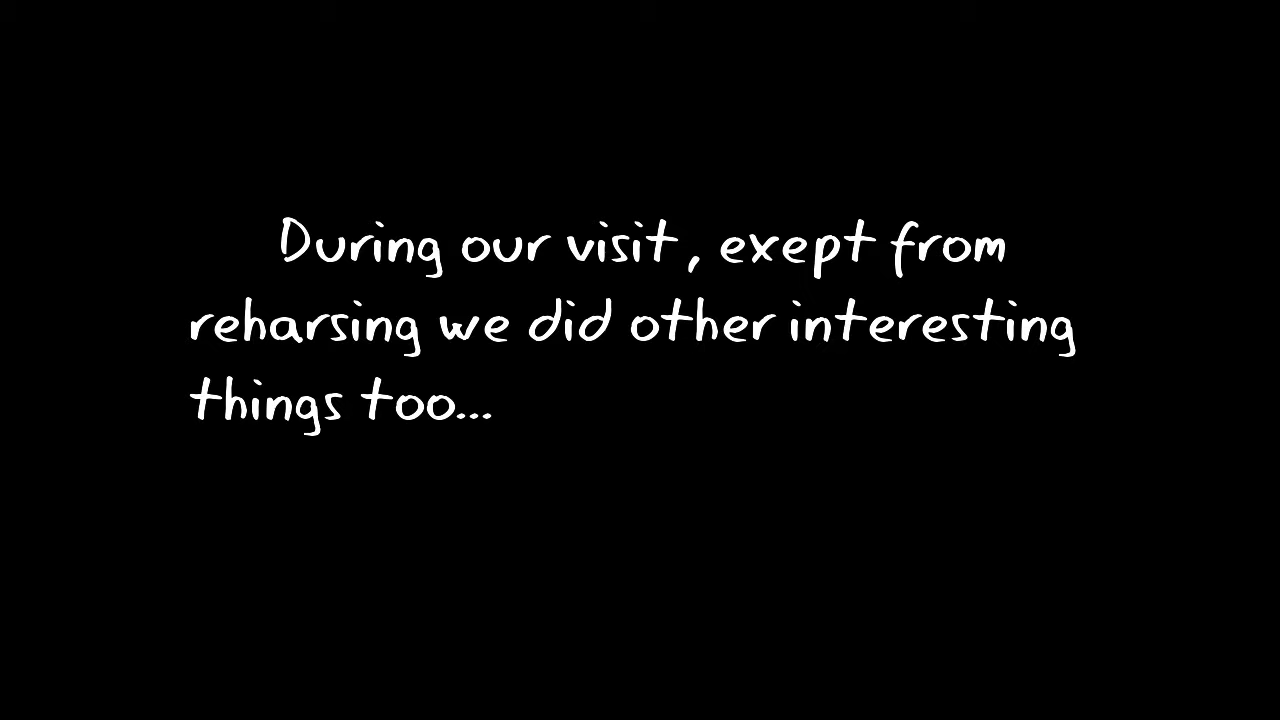 During our visit, exept from
reharsing we did other interesting
things too...